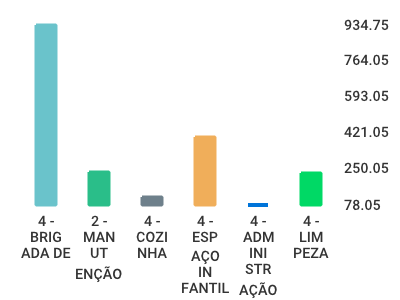 934.75
764.05
593.05
421.05
250.05
78.05
4 -
BRIG
ADA DE
2 -
MAN
UT
ENÇÃO
4 -
COZI
NHA
4 -
ESP
AÇO
IN
FANTIL
4 -
ADM
INI
STR
AÇÃO
4 -
LIM
PEZA